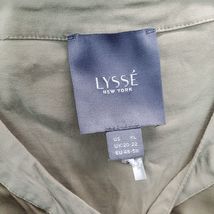 LYSSÉ
NEW YORK
US XL
UK 20-22
EU 48-50